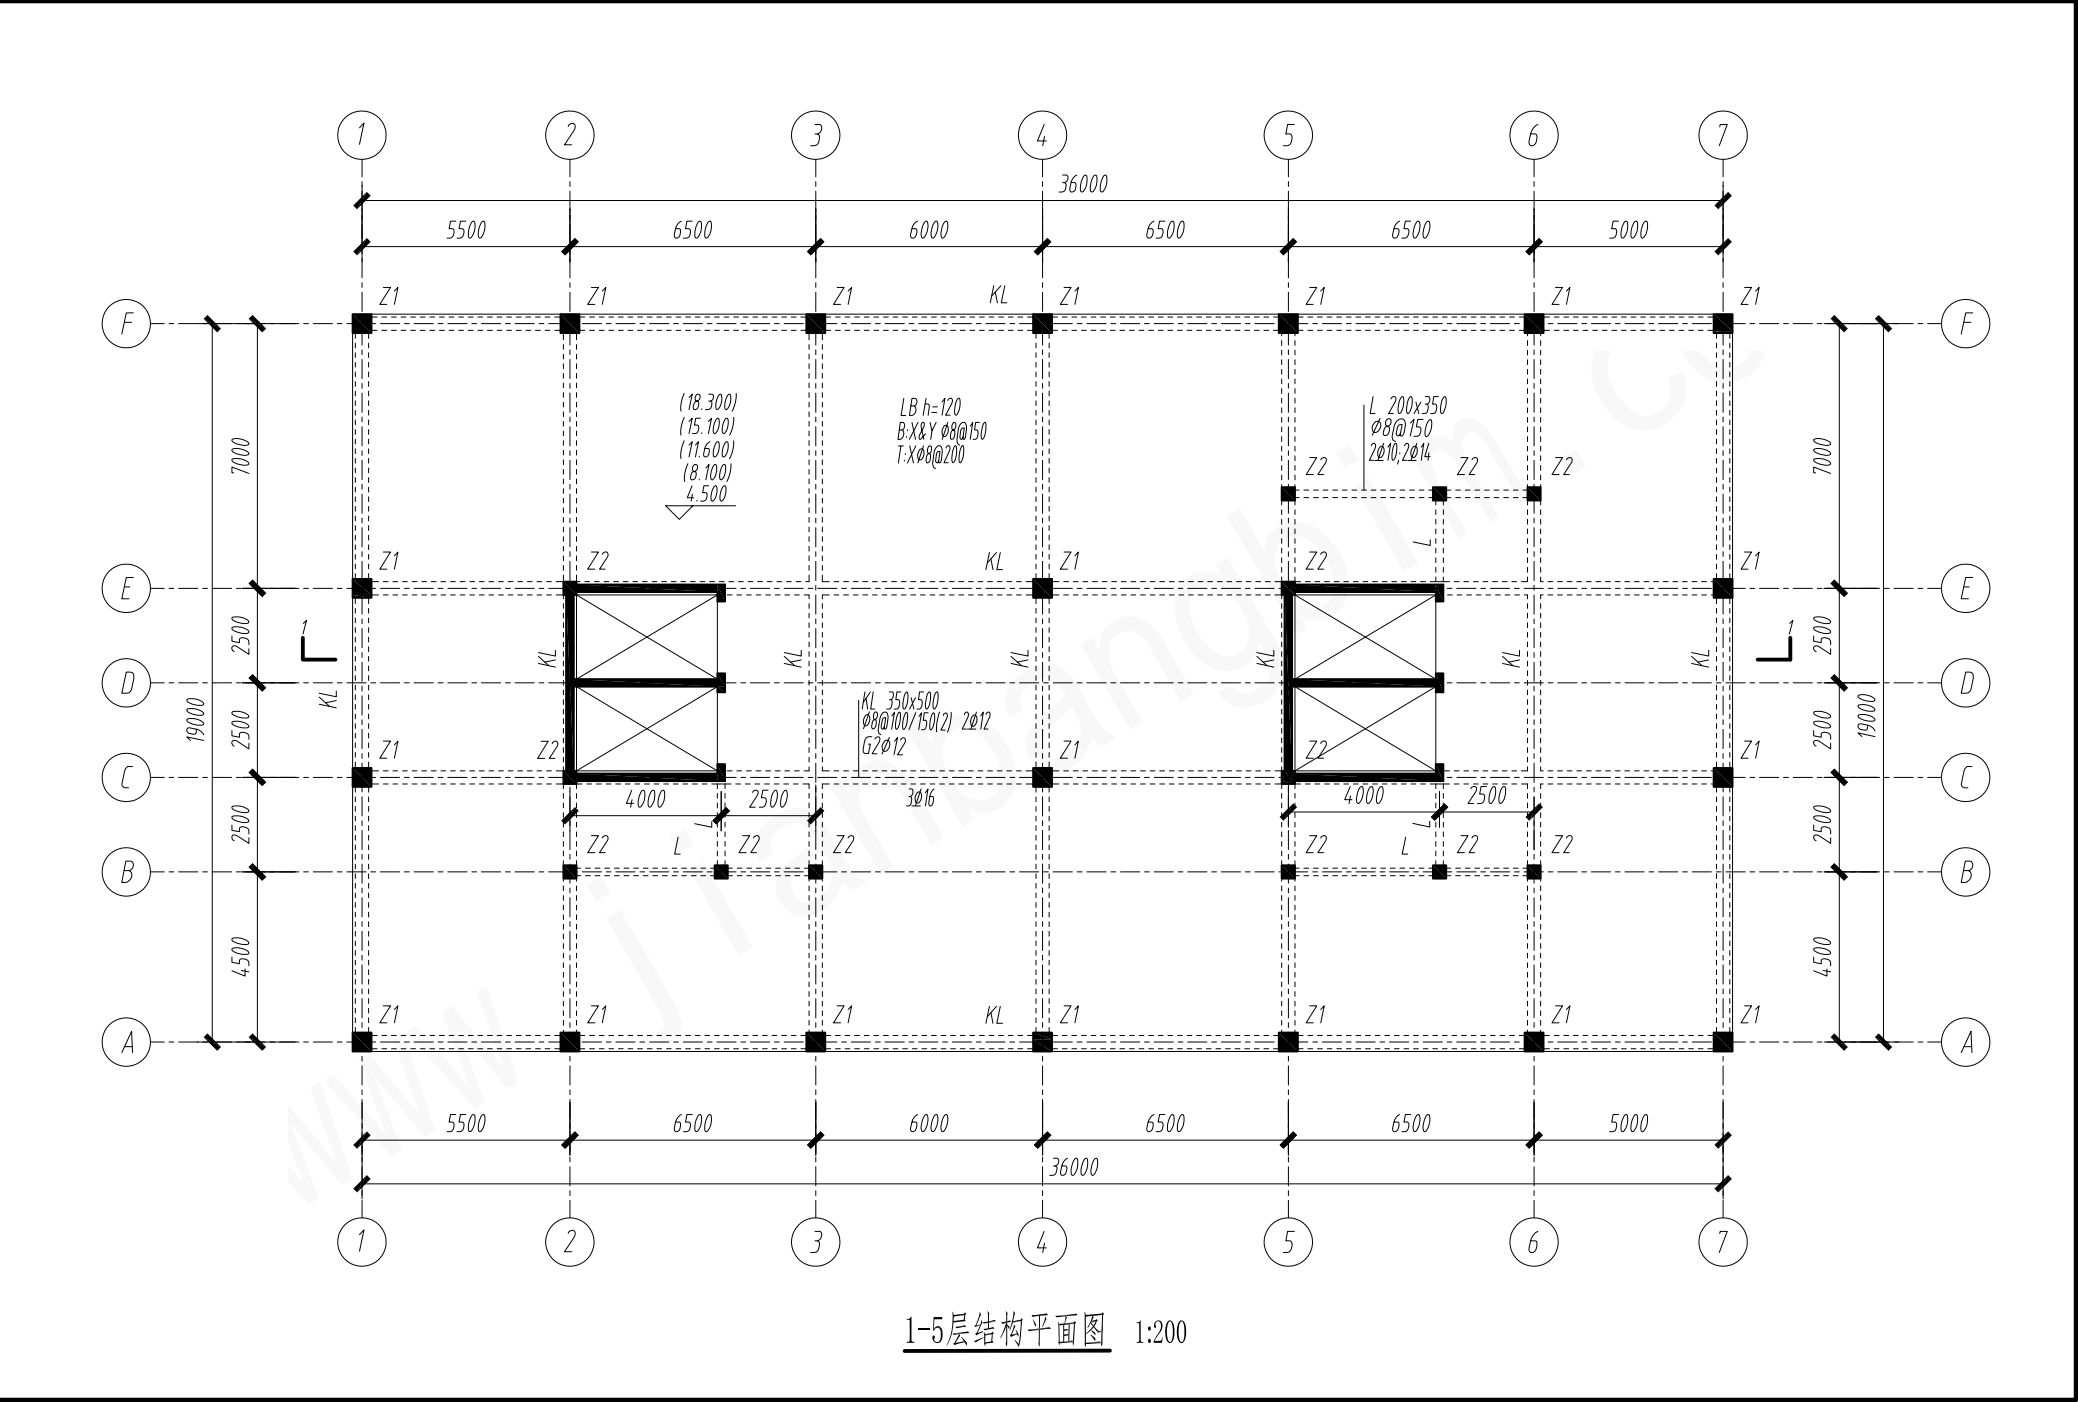 1 2 3 4 5 6 7
36000
5500 6500 6000 6500 6500 5000
Z1 Z1 Z1 KL Z1 Z1 Z1 Z1
F F
(18.300)
(15.100)
(11.600)
(8.100)
4.500
LB h=120
B:X&Y ϕ8@150
T:Xϕ8@200
L 200x350
ϕ8@150
2ϕ10;2ϕ14
7000 7000
Z2 Z2 Z2
L
Z1 Z2 KL Z1 Z2 Z1
E E
1 1
2500 2500
KL KL KL KL KL KL KL
D D
19000 19000
KL 350x500
ϕ8@100/150(2) 2ϕ12
G2ϕ12
2500 2500
Z1 Z2 Z1 Z2 Z1
C C
4000 2500 3ϕ16 4000 2500
L L
2500 2500
Z2 L Z2 Z2 Z2 L Z2 Z2
B B
4500 4500
Z1 Z1 Z1 KL Z1 Z1 Z1 Z1
A A
5500 6500 6000 6500 6500 5000
36000
1 2 3 4 5 6 7
1-5层结构平面图 1:200
www.jianbangbim.co